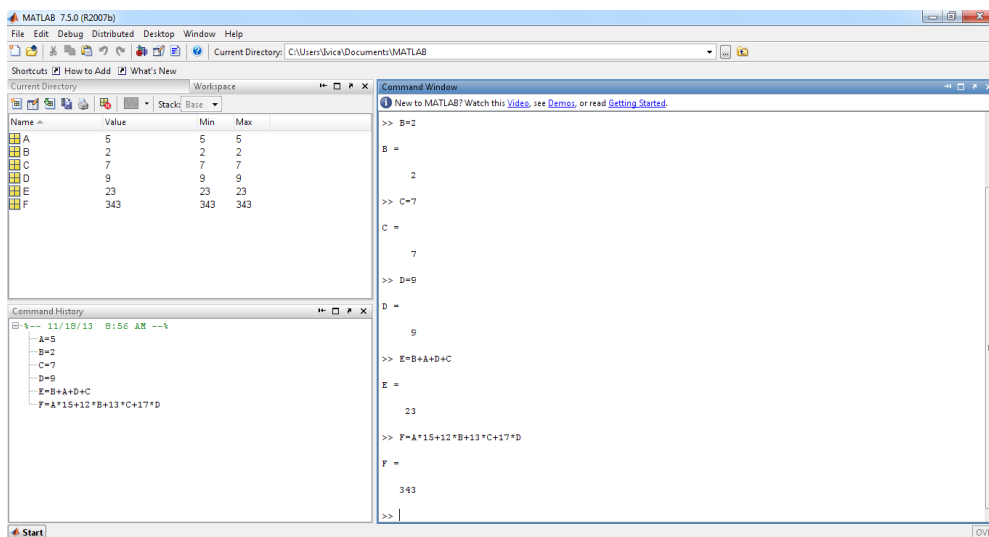 MATLAB 7.5.0 (R2007b)
File Edit Debug Distributed Desktop Window Help
Current Directory: C:\Users\Ivica\Documents\MATLAB
Shortcuts How to Add What's New
Current Directory Workspace
Stack: Base
Name Value Min Max
A 5 5 5
B 2 2 2
C 7 7 7
D 9 9 9
E 23 23 23
F 343 343 343
Command History
%-- 11/18/13 8:56 AM --%
A=5
B=2
C=7
D=9
E=B+A+D+C
F=A*15+12*B+13*C+17*D
Command Window
New to MATLAB? Watch this Video, see Demos, or read Getting Started.
>> B=2
B =
2
>> C=7
C =
7
>> D=9
D =
9
>> E=B+A+D+C
E =
23
>> F=A*15+12*B+13*C+17*D
F =
343
>>
Start